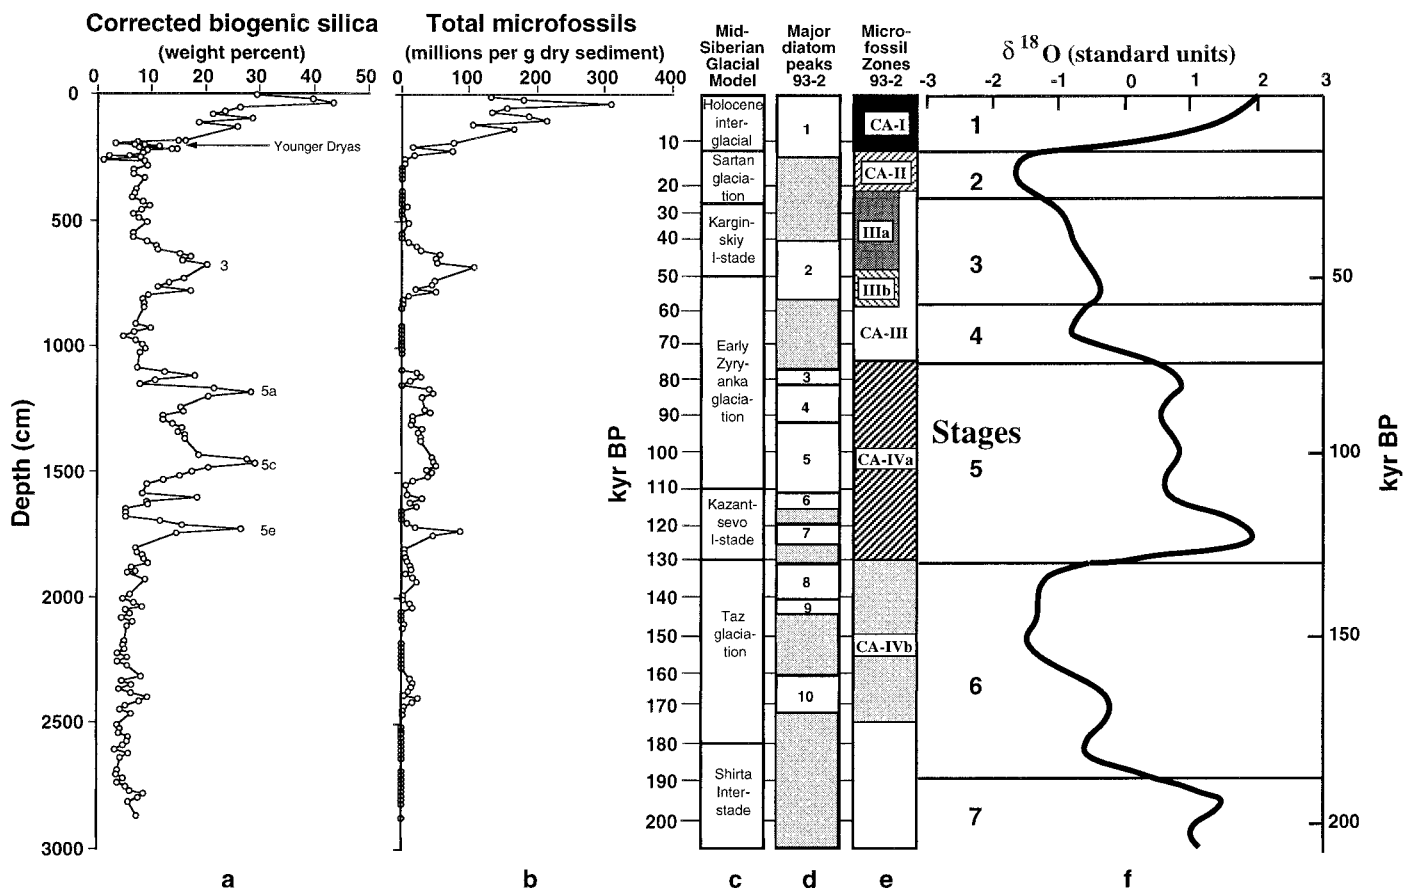 Corrected biogenic silica
(weight percent)
0 10 20 30 40 50
Total microfossils
(millions per g dry sediment)
0 100 200 300 400
Mid-
Siberian
Glacial
Model
Major
diatom
peaks
93-2
Micro-
fossil
Zones
93-2
δ 18 O (standard units)
-3 -2 -1 0 1 2 3
Depth (cm)
0
500
1000
1500
2000
2500
3000
Younger Dryas
3
5a
5c
5e
kyr BP
10
20
30
40
50
60
70
80
90
100
110
120
130
140
150
160
170
180
190
200
Holocene
inter-
glacial
Sartan
glacia-
tion
Kargin-
skiy
I-stade
Early
Zyry-
anka
glacia-
tion
Kazant-
sevo
I-stade
Taz
glacia-
tion
Shirta
Inter-
stade
1
2
3
4
5
6
7
8
9
10
CA-I
CA-II
IIIa
IIIb
CA-III
CA-IVa
CA-IVb
1
2
3
4
Stages
5
6
7
50
100
150
200
kyr BP
a b c d e f